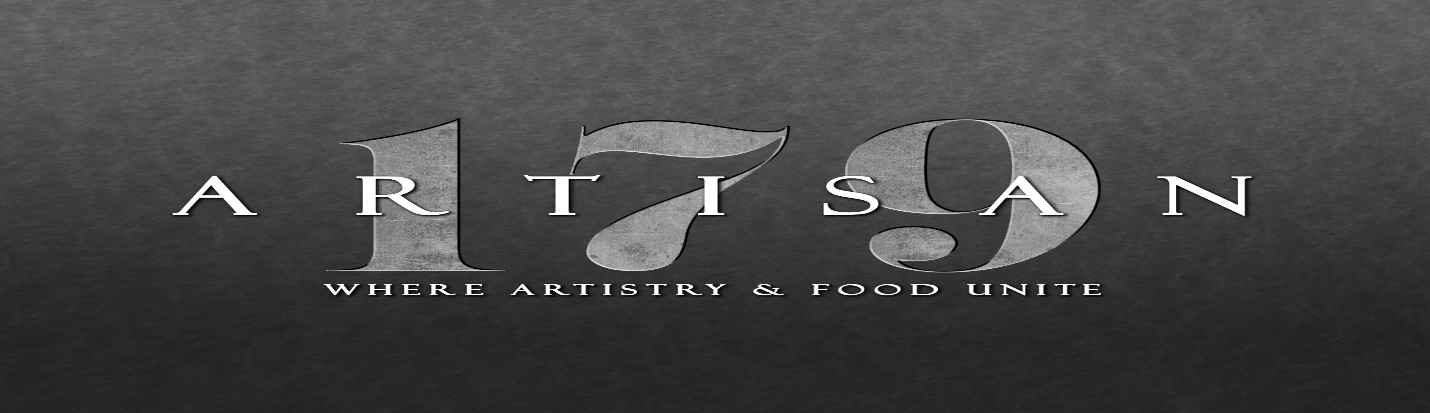 179
ARTISAN
WHERE ARTISTRY & FOOD UNITE